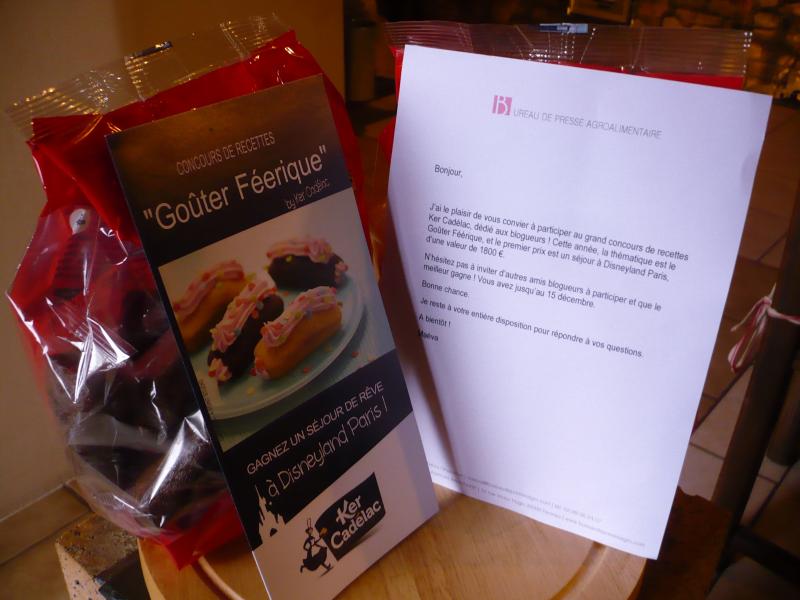 CONCOURS DE RECETTES
"Goûter Féerique"
by Ker Cadélac
GAGNEZ UN SÉJOUR DE RÊVE
à Disneyland Paris !
Ker
Cadélac
B
UREAU DE PRESSE AGROALIMENTAIRE
Bonjour,
J'ai le plaisir de vous convier à participer au grand concours de recettes
Ker Cadélac, dédié aux blogueurs ! Cette année, la thématique est le
Goûter Féérique, et le premier prix est un séjour à Disneyland Paris,
d'une valeur de 1800 €.
N'hésitez pas à inviter d'autres amis blogueurs à participer et que le
meilleur gagne ! Vous avez jusqu'au 15 décembre.
Bonne chance.
Je reste à votre entière disposition pour répondre à vos questions.
A bientôt !
Maéva